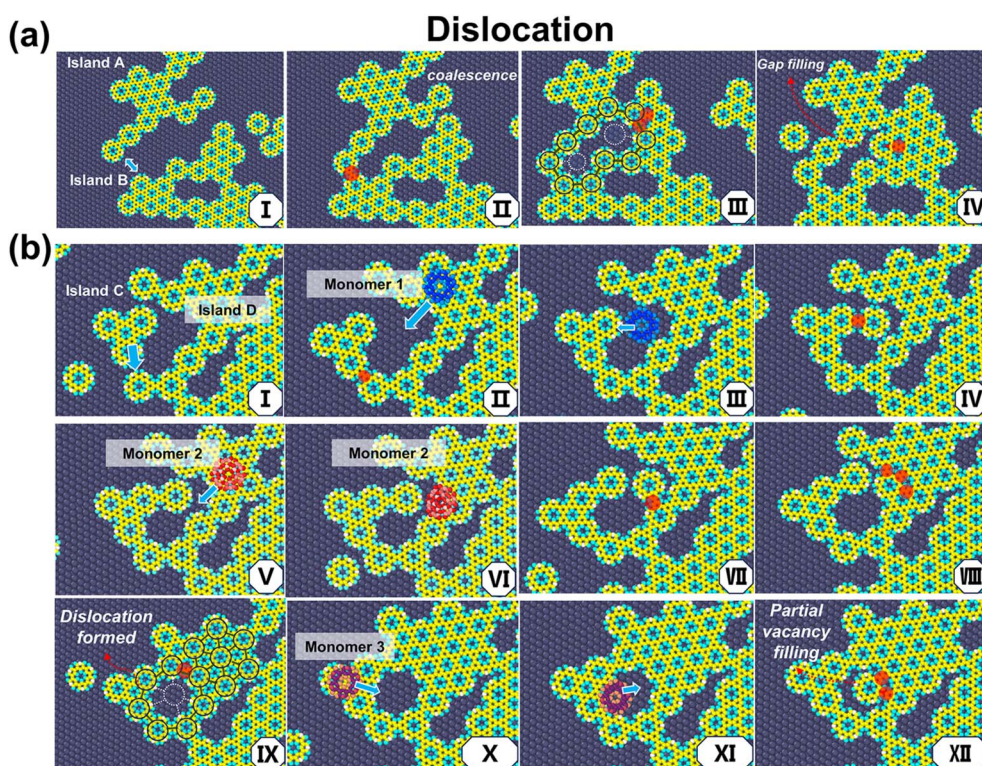 Dislocation
(a)
Island A
Island B
I
coalescence
II
III
Gap filling
IV
(b)
Island C
Island D
I
Monomer 1
II
III
IV
Monomer 2
V
Monomer 2
VI
VII
VIII
Dislocation
formed
IX
Monomer 3
X
XI
Partial
vacancy
filling
XII